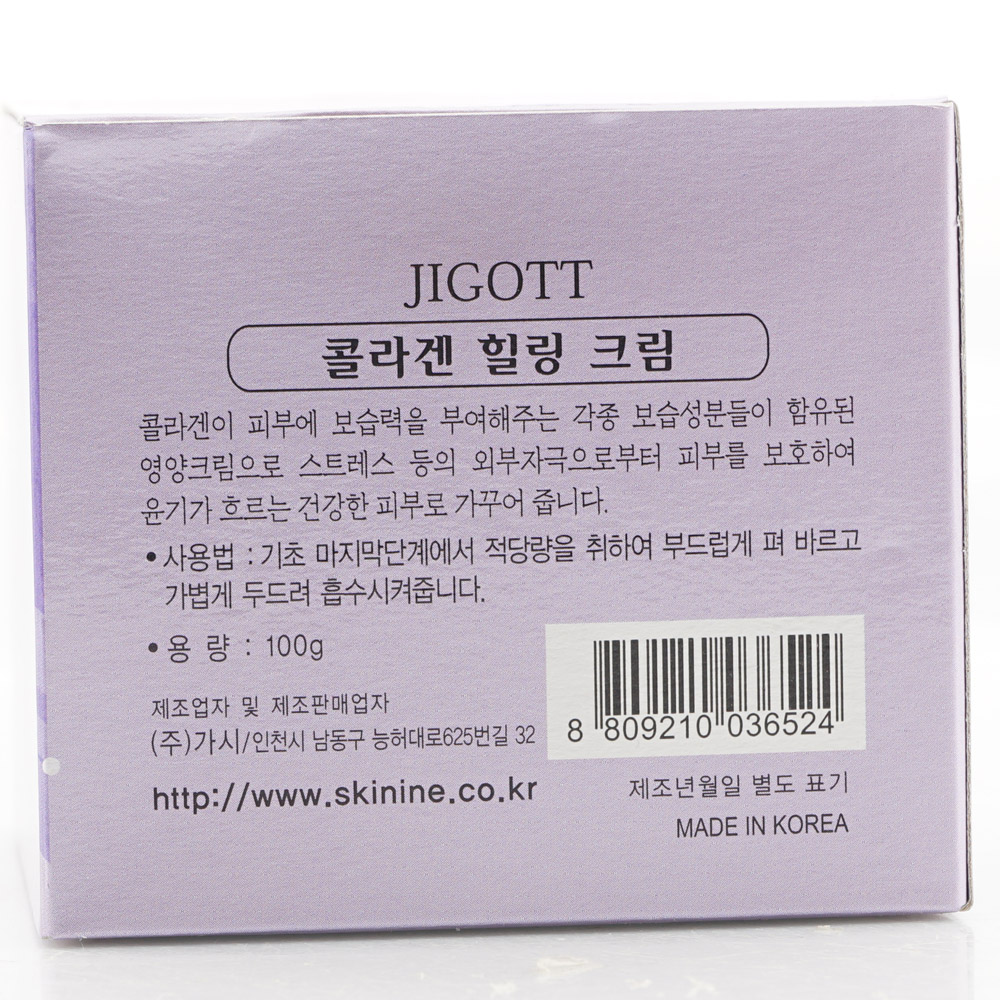 JIGOTT
콜라겐 힐링 크림
콜라겐이 피부에 보습력을 부여해주는 각종 보습성분들이 함유된
영양크림으로 스트레스 등의 외부자극으로부터 피부를 보호하여
윤기가 흐르는 건강한 피부로 가꾸어 줍니다.
• 사용법 : 기초 마지막단계에서 적당량을 취하여 부드럽게 펴 바르고
가볍게 두드려 흡수시켜줍니다.
• 용 량 : 100g
제조업자 및 제조판매업자
(주)가시/인천시 남동구 능허대로625번길 32
http://www.skinine.co.kr
8 809210 036524
제조년월일 별도 표기
MADE IN KOREA